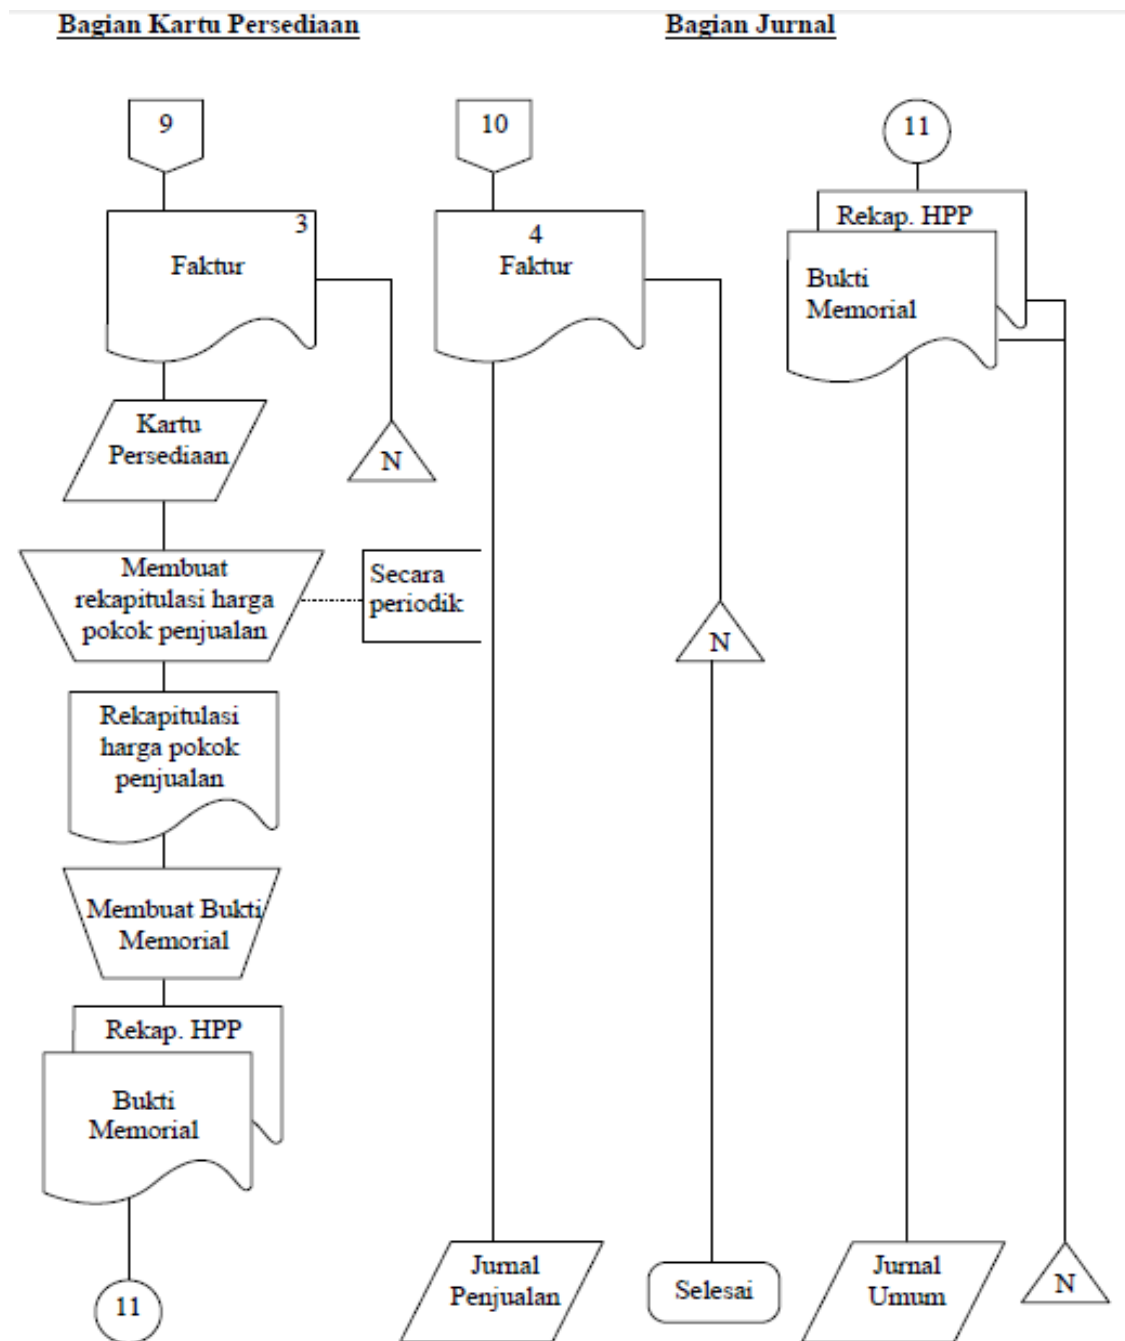 Bagian Kartu Persediaan
Bagian Jurnal
9
3
Faktur
N
Kartu
Persediaan
Membuat
rekapitulasi harga
pokok penjualan
Secara
periodik
Rekapitulasi
harga pokok
penjualan
Membuat Bukti
Memorial
Rekap. HPP
Bukti
Memorial
11
10
4
Faktur
N
Jurnal
Penjualan
Selesai
11
Rekap. HPP
Bukti
Memorial
Jurnal
Umum
N